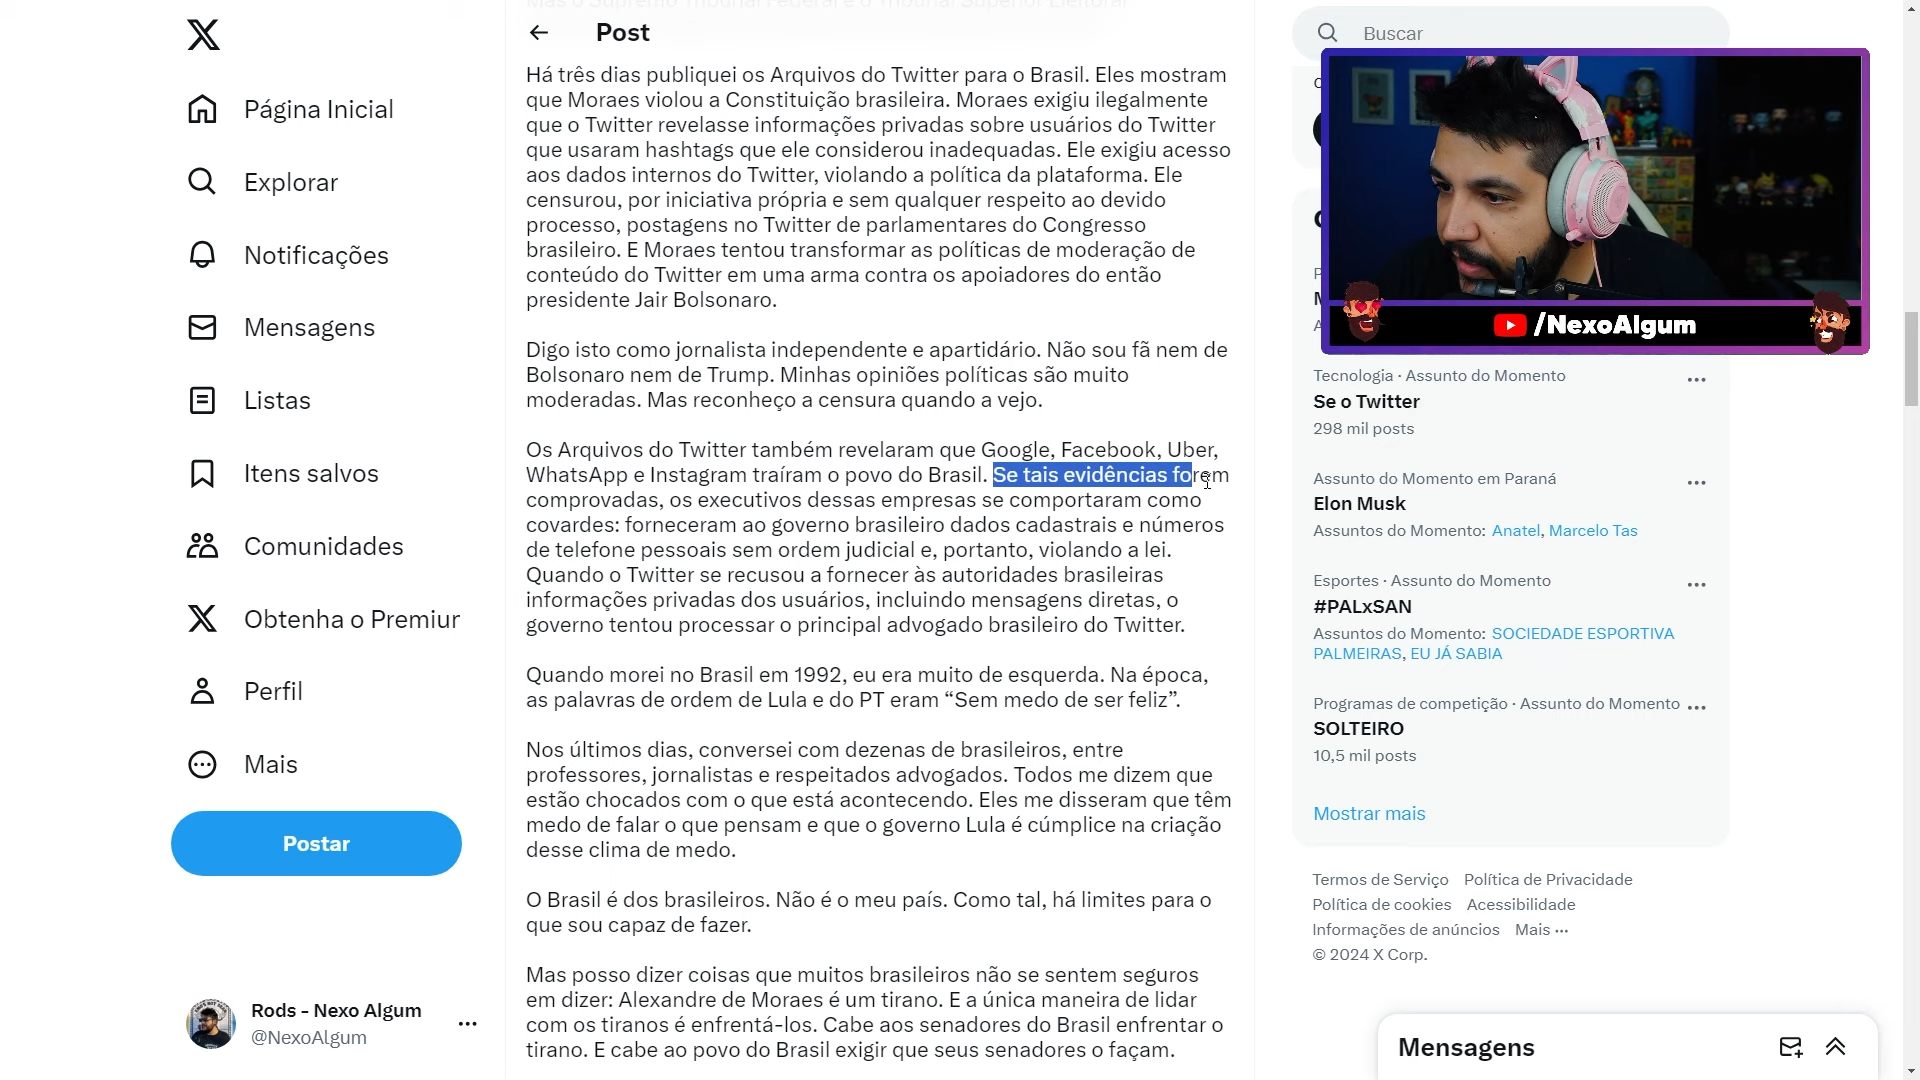 Página Inicial
Explorar
Notificações
Mensagens
Listas
Itens salvos
Comunidades
Obtenha o Premiur
Perfil
Mais
Postar
Rods - Nexo Algum
@NexoAlgum
Post
Há três dias publiquei os Arquivos do Twitter para o Brasil. Eles mostram
que Moraes violou a Constituição brasileira. Moraes exigiu ilegalmente
que o Twitter revelasse informações privadas sobre usuários do Twitter
que usaram hashtags que ele considerou inadequadas. Ele exigiu acesso
aos dados internos do Twitter, violando a política da plataforma. Ele
censurou, por iniciativa própria e sem qualquer respeito ao devido
processo, postagens no Twitter de parlamentares do Congresso
brasileiro. E Moraes tentou transformar as políticas de moderação de
conteúdo do Twitter em uma arma contra os apoiadores do então
presidente Jair Bolsonaro.
Digo isto como jornalista independente e apartidário. Não sou fã nem de
Bolsonaro nem de Trump. Minhas opiniões políticas são muito
moderadas. Mas reconheço a censura quando a vejo.
Os Arquivos do Twitter também revelaram que Google, Facebook, Uber,
WhatsApp e Instagram traíram o povo do Brasil. Se tais evidências forem
comprovadas, os executivos dessas empresas se comportaram como
covardes: forneceram ao governo brasileiro dados cadastrais e números
de telefone pessoais sem ordem judicial e, portanto, violando a lei.
Quando o Twitter se recusou a fornecer às autoridades brasileiras
informações privadas dos usuários, incluindo mensagens diretas, o
governo tentou processar o principal advogado brasileiro do Twitter.
Quando morei no Brasil em 1992, eu era muito de esquerda. Na época,
as palavras de ordem de Lula e do PT eram “Sem medo de ser feliz”.
Nos últimos dias, conversei com dezenas de brasileiros, entre
professores, jornalistas e respeitados advogados. Todos me dizem que
estão chocados com o que está acontecendo. Eles me disseram que têm
medo de falar o que pensam e que o governo Lula é cúmplice na criação
desse clima de medo.
O Brasil é dos brasileiros. Não é o meu país. Como tal, há limites para o
que sou capaz de fazer.
Mas posso dizer coisas que muitos brasileiros não se sentem seguros
em dizer: Alexandre de Moraes é um tirano. E a única maneira de lidar
com os tiranos é enfrentá-los. Cabe aos senadores do Brasil enfrentar o
tirano. E cabe ao povo do Brasil exigir que seus senadores o façam.
Buscar
/NexoAlgum
Tecnologia · Assunto do Momento
Se o Twitter
298 mil posts
Assunto do Momento em Paraná
Elon Musk
Assuntos do Momento: Anatel, Marcelo Tas
Esportes · Assunto do Momento
#PALxSAN
Assuntos do Momento: SOCIEDADE ESPORTIVA
PALMEIRAS, EU JÁ SABIA
Programas de competição · Assunto do Momento
SOLTEIRO
10,5 mil posts
Mostrar mais
Termos de Serviço Política de Privacidade
Política de cookies Acessibilidade
Informações de anúncios Mais ···
© 2024 X Corp.
Mensagens